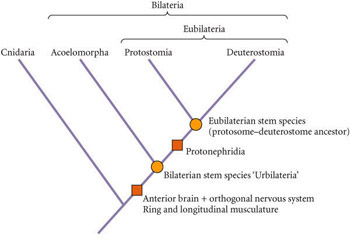 Bilateria
Eubilateria
Cnidaria Acoelomorpha Protostomia Deuterostomia
Eubilaterian stem species
(protosome–deuterostome ancestor)
Protonephridia
Bilaterian stem species ‘Urbilateria’
Anterior brain + orthogonal nervous system
Ring and longitudinal musculature